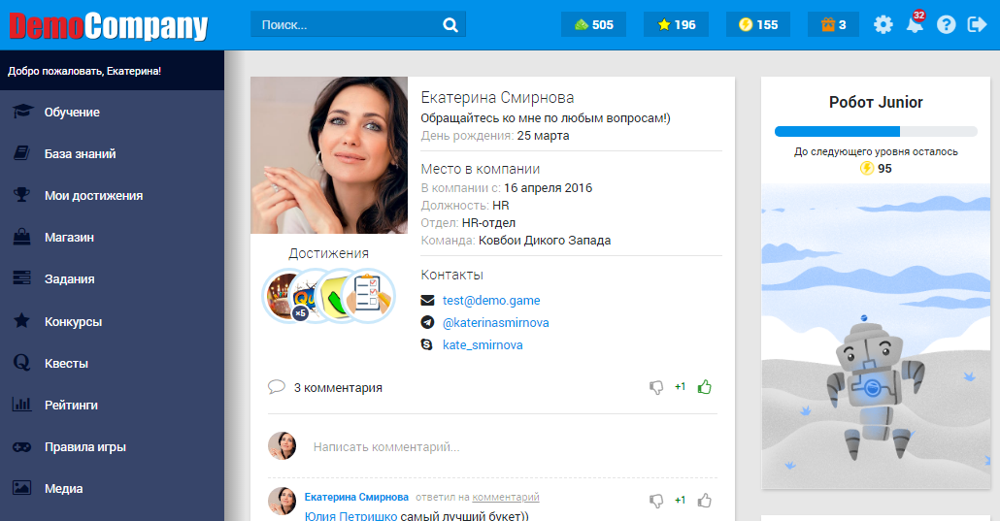 DemoCompany
Поиск...
505
196
155
3
32
Добро пожаловать, Екатерина!
Обучение
База знаний
Мои достижения
Магазин
Задания
Конкурсы
Квесты
Рейтинги
Правила игры
Медиа
Екатерина Смирнова
Обращайтесь ко мне по любым вопросам!)
День рождения: 25 марта
Место в компании
В компании с: 16 апреля 2016
Должность: HR
Отдел: HR-отдел
Команда: Ковбои Дикого Запада
Достижения
×5
Контакты
test@demo.game
@katerinasmirnova
kate_smirnova
3 комментария
+1
Написать комментарий...
Екатерина Смирнова ответил на комментарий
+1
Юлия Петришко самый лучший букет))
Робот Junior
До следующего уровня осталось
95